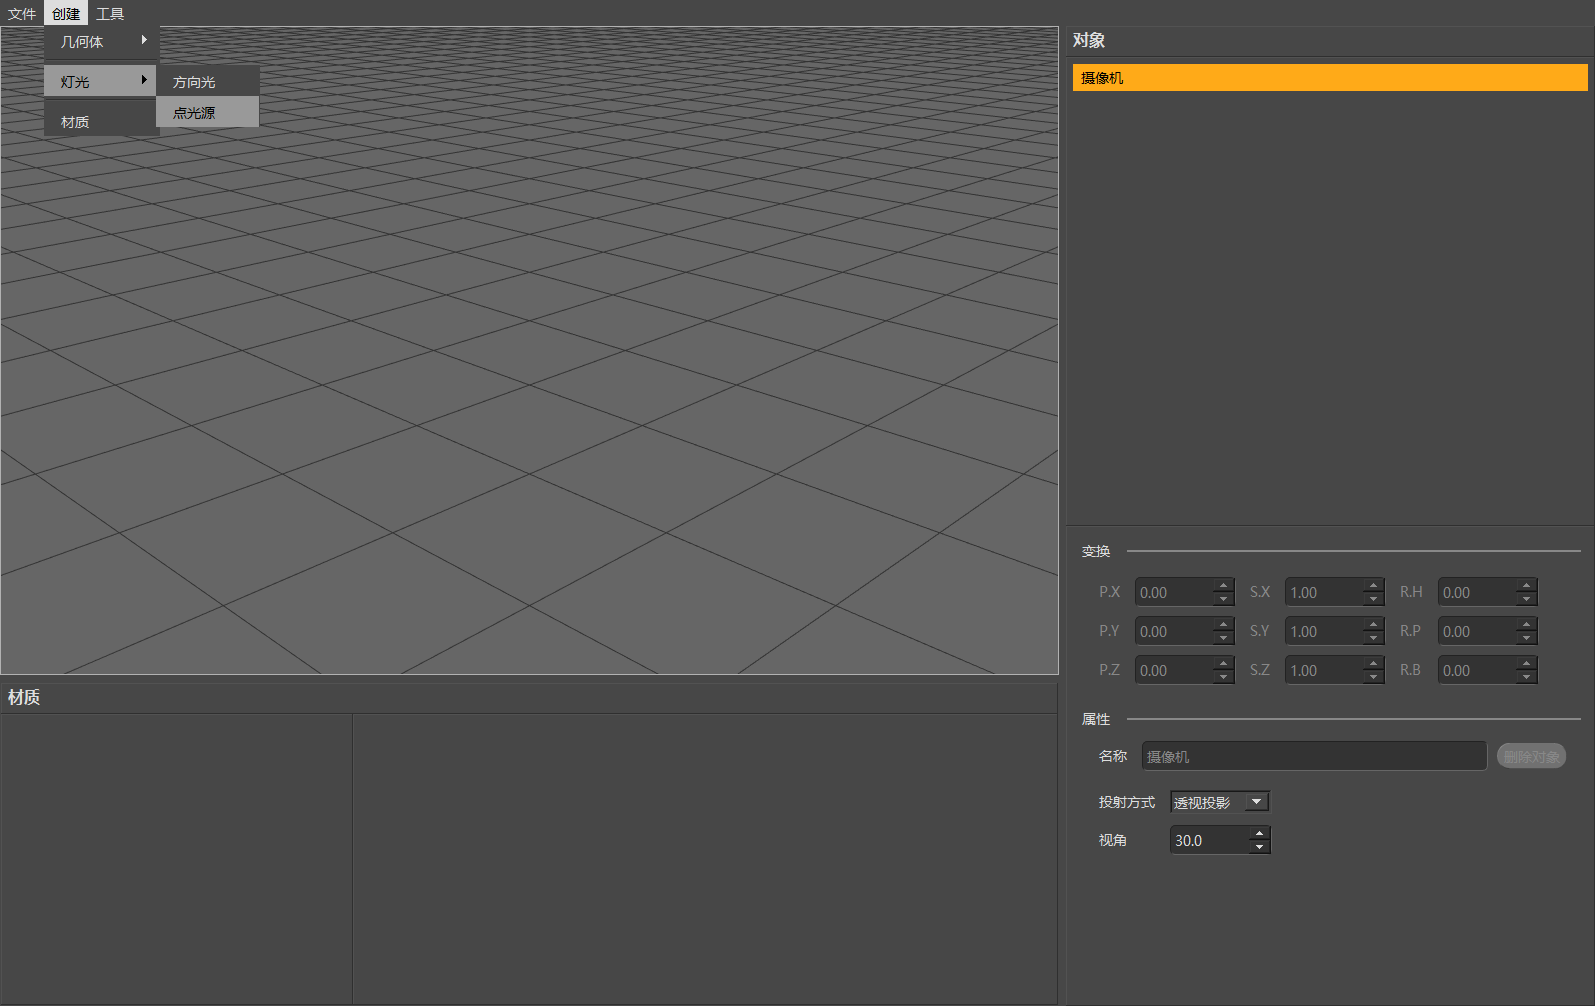 文件 创建 工具
几何体
灯光
材质
方向光
点光源
对象
摄像机
变换
P.X 0.00 S.X 1.00 R.H 0.00
P.Y 0.00 S.Y 1.00 R.P 0.00
P.Z 0.00 S.Z 1.00 R.B 0.00
属性
名称 摄像机 删除对象
投射方式 透视投影
视角 30.0
材质